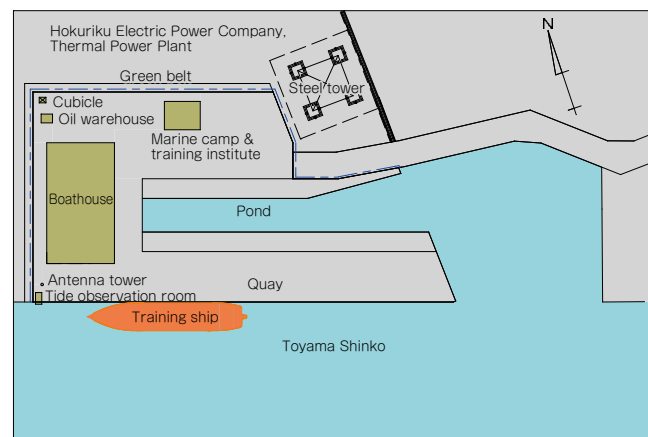 Hokuriku Electric Power Company,
Thermal Power Plant
N
Green belt
Steel tower
Cubicle
Oil warehouse
Marine camp &
training institute
Boathouse
Pond
Antenna tower
Quay
Tide observation room
Training ship
Toyama Shinko